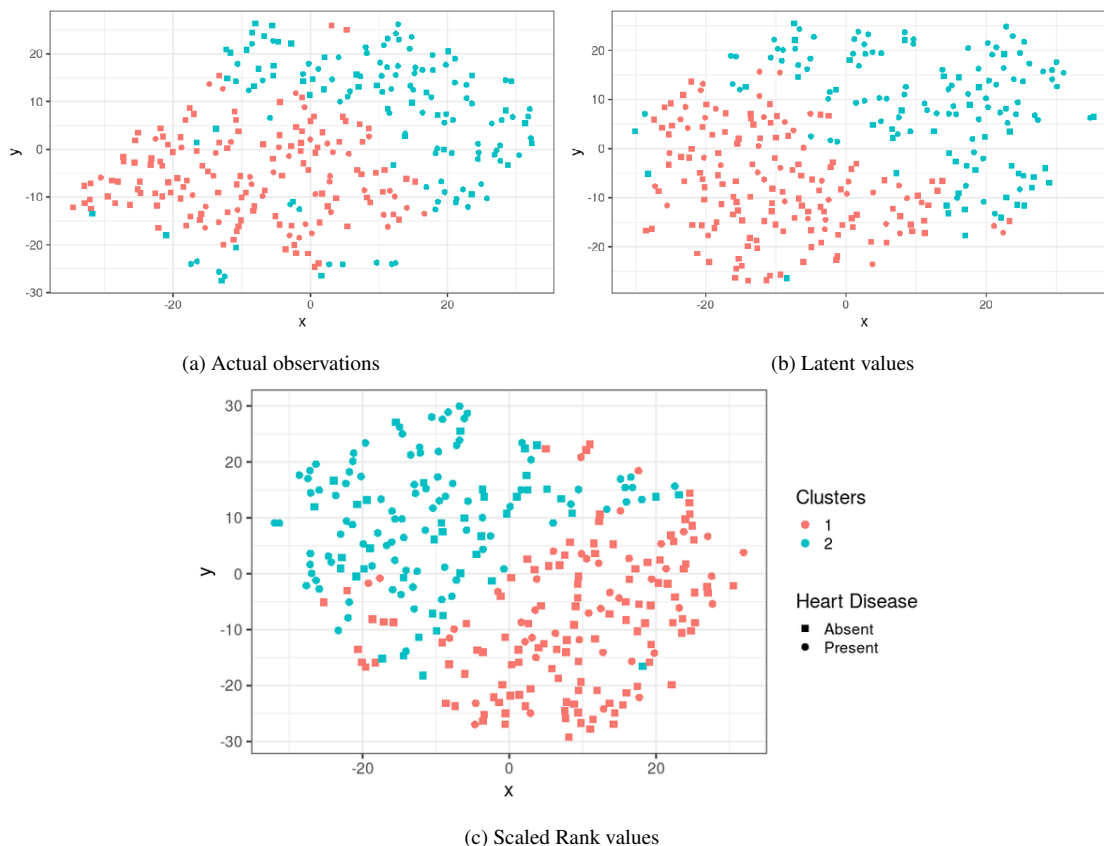 20
10
0
-10
-20
-30
y
-20
0
20
x
(a) Actual observations
20
10
0
-10
-20
y
-20
0
20
x
(b) Latent values
30
20
10
0
-10
-20
-30
y
-20
0
20
x
Clusters
1
2
Heart Disease
Absent
Present
(c) Scaled Rank values